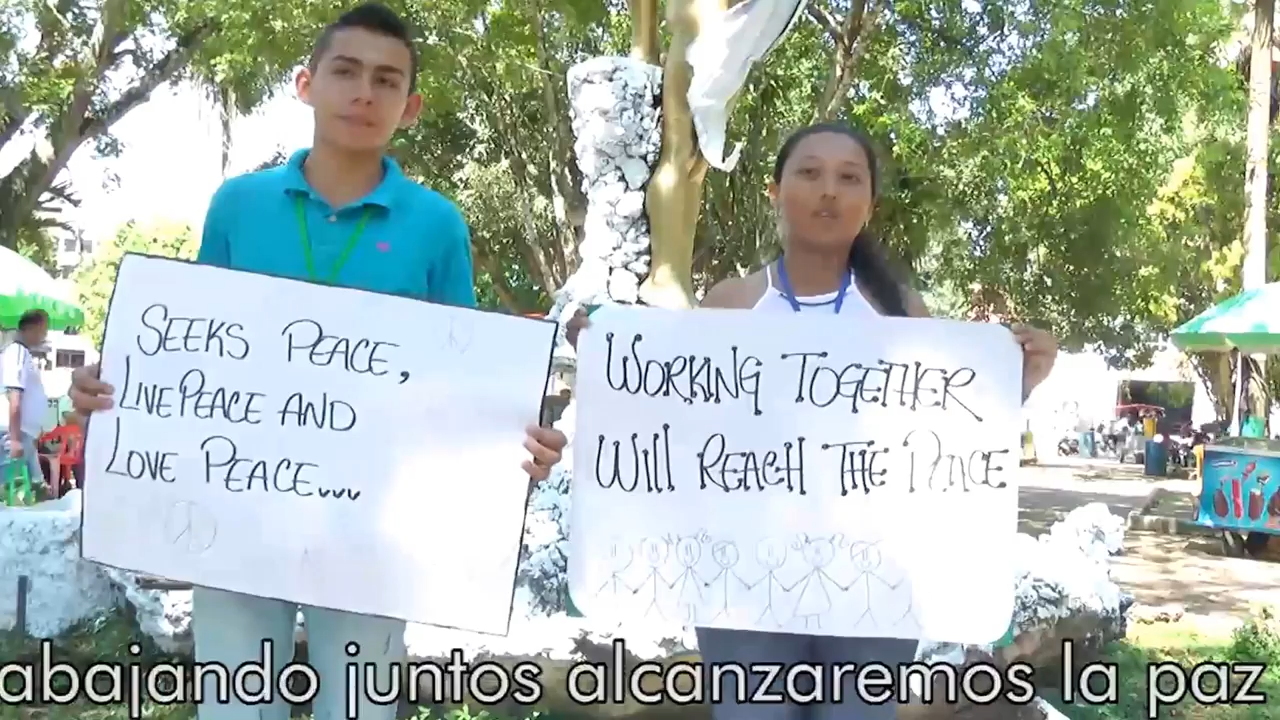 SEEKS PEACE,
LIVE PEACE AND
LOVE PEACE...
WORKING TOGETHER
Will REACH THE PEACE
abajando juntos alcanzaremos la paz